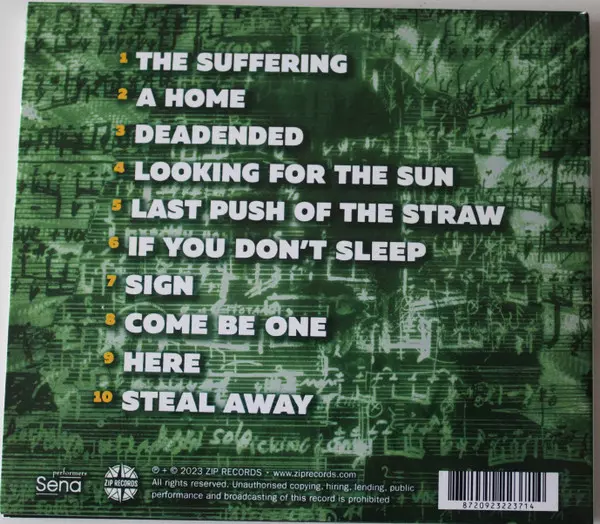 1 THE SUFFERING
2 A HOME
3 DEADENDED
4 LOOKING FOR THE SUN
5 LAST PUSH OF THE STRAW
6 IF YOU DON'T SLEEP
7 SIGN
8 COME BE ONE
9 HERE
10 STEAL AWAY
SOLO
performers
Sena
ZIP RECORDS
℗ + © 2023 ZIP RECORDS • www.ziprecords.com
All rights reserved. Unauthorised copying, hiring, lending, public
performance and broadcasting of this record is prohibited
8720923223714